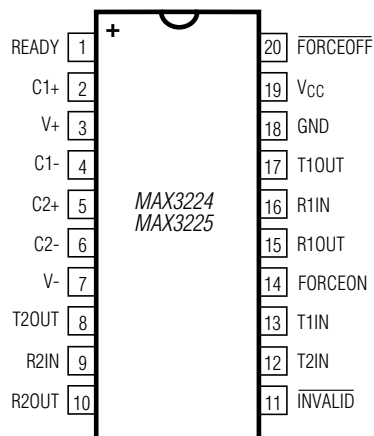 +
READY 1 20 FORCEOFF
C1+ 2 19 VCC
V+ 3 18 GND
C1- 4 17 T1OUT
C2+ 5 MAX3224 16 R1IN
MAX3225
C2- 6 15 R1OUT
V- 7 14 FORCEON
T2OUT 8 13 T1IN
R2IN 9 12 T2IN
R2OUT 10 11 INVALID